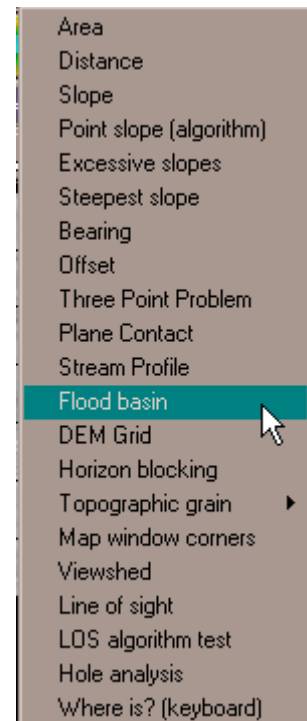 Area
Distance
Slope
Point slope (algorithm)
Excessive slopes
Steepest slope
Bearing
Offset
Three Point Problem
Plane Contact
Stream Profile
Flood basin
DEM Grid
Horizon blocking
Topographic grain
Map window corners
Viewshed
Line of sight
LOS algorithm test
Hole analysis
Where is? (keyboard)